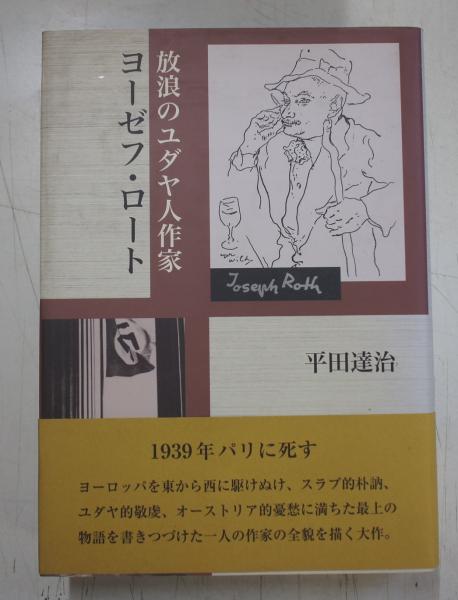 放浪のユダヤ人作家
ヨーゼフ・ロート
Joseph Roth
平田達治
1939年パリに死す
ヨーロッパを東から西に駆けぬけ、スラブ的朴訥、
ユダヤ的敬虔、オーストリア的憂愁に満ちた最上の
物語を書きつづけた一人の作家の全貌を描く大作。